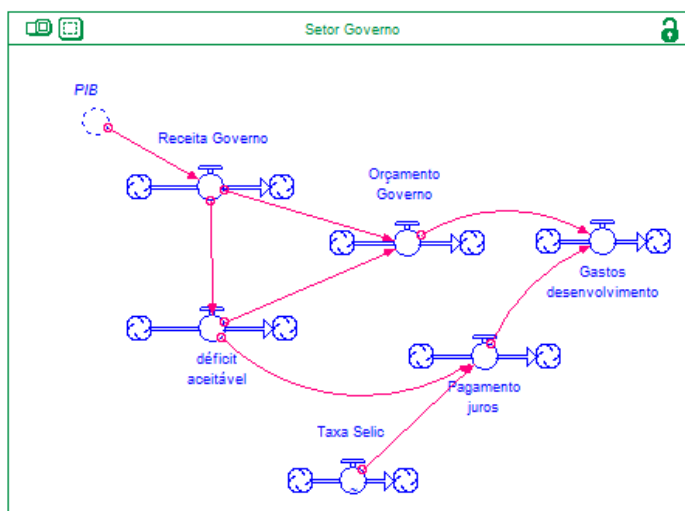 Setor Governo
PIB
Receita Governo
Orçamento
Governo
Gastos
desenvolvimento
déficit
aceitável
Pagamento
juros
Taxa Selic